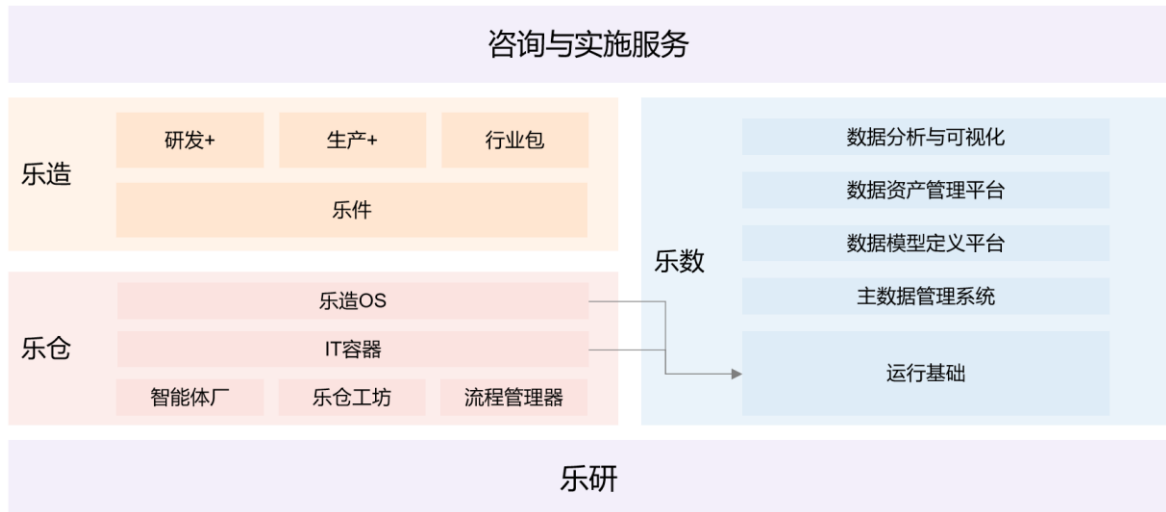 咨询与实施服务
乐造
研发+
生产+
行业包
乐件
乐仓
乐造OS
IT容器
智能体厂
乐仓工坊
流程管理器
乐数
数据分析与可视化
数据资产管理平台
数据模型定义平台
主数据管理系统
运行基础
乐研